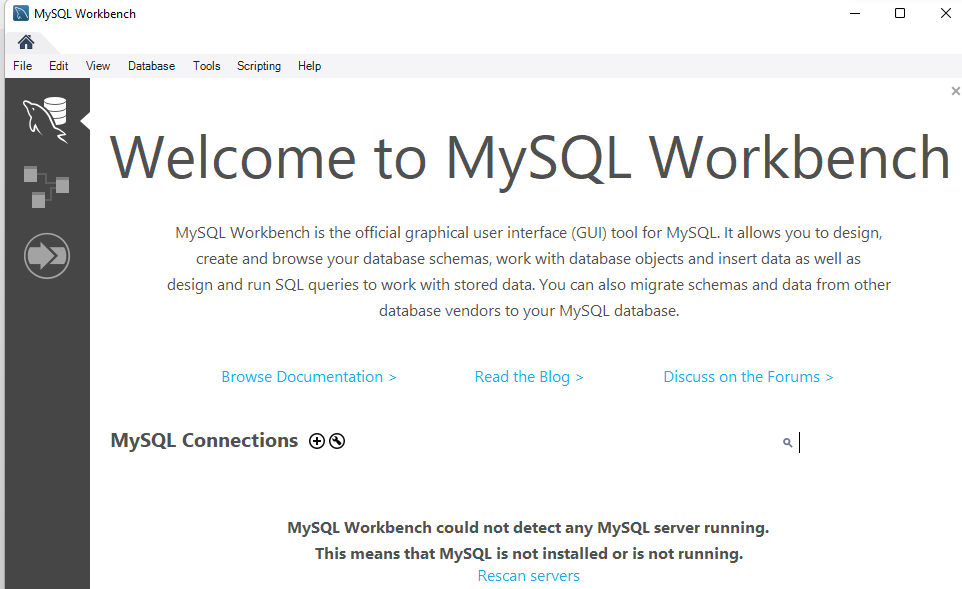 MySQL Workbench
File Edit View Database Tools Scripting Help
Welcome to MySQL Workbench
MySQL Workbench is the official graphical user interface (GUI) tool for MySQL. It allows you to design,
create and browse your database schemas, work with database objects and insert data as well as
design and run SQL queries to work with stored data. You can also migrate schemas and data from other
database vendors to your MySQL database.
Browse Documentation > Read the Blog > Discuss on the Forums >
MySQL Connections
MySQL Workbench could not detect any MySQL server running.
This means that MySQL is not installed or is not running.
Rescan servers